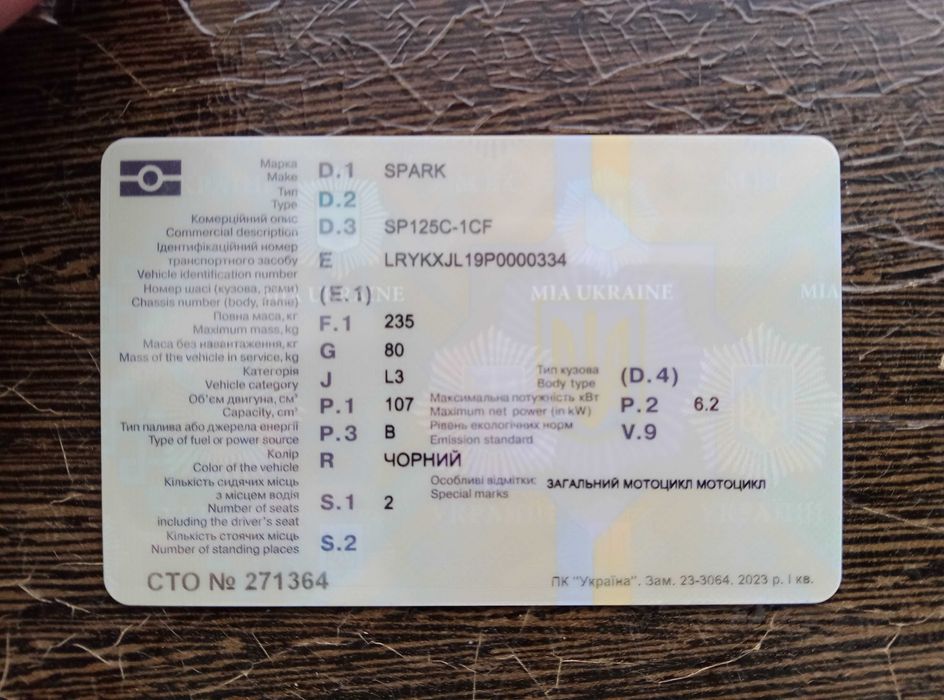 Марка
Make D.1 SPARK
Тип
Type D.2
Комерційний опис
Commercial description D.3 SP125C-1CF
Ідентифікаційний номер
транспортного засобу
Vehicle identification number E LRYKXJL19P0000334
Номер шасі (кузова, рами)
Chassis number (body, frame) (E.1)
MIA UKRAINE MIA UKRAINE MIA
Повна маса, кг
Maximum mass, kg F.1 235
Маса без навантаження, кг
Mass of the vehicle in service, kg G 80
Категорія
Vehicle category J L3
Тип кузова
Body type (D.4)
Об'єм двигуна, см³
Capacity, cm³ P.1 107
Максимальна потужність кВт
Maximum net power (in kW) P.2 6.2
Тип палива або джерела енергії
Type of fuel or power source P.3 B
Рівень екологічних норм
Emission standard V.9
Колір
Color of the vehicle R ЧОРНИЙ
Кількість сидячих місць
з місцем водія
Number of seats
including the driver's seat S.1 2
Особливі відмітки:
Special marks ЗАГАЛЬНИЙ МОТОЦИКЛ МОТОЦИКЛ
Кількість стоячих місць
Number of standing places S.2
СТО № 271364
ПК "Україна". Зам. 23-3064. 2023 р. І кв.